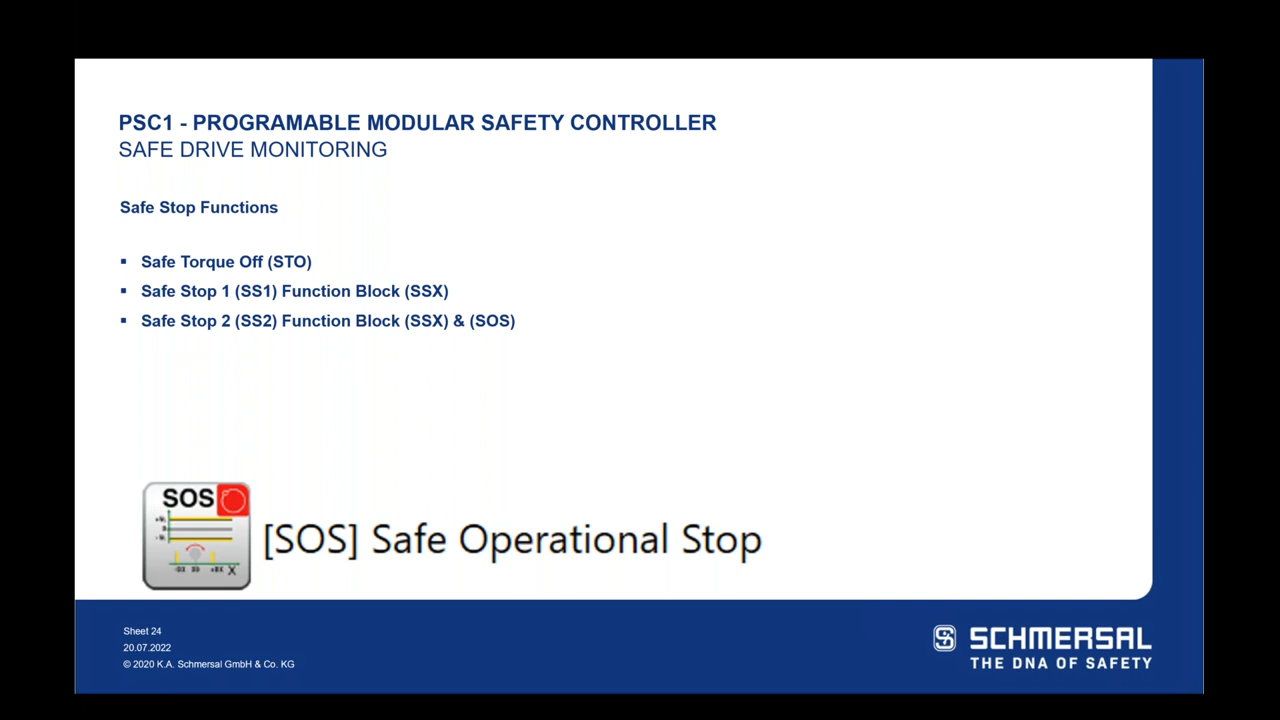 PSC1 - PROGRAMABLE MODULAR SAFETY CONTROLLER
SAFE DRIVE MONITORING
Safe Stop Functions
▪ Safe Torque Off (STO)
▪ Safe Stop 1 (SS1) Function Block (SSX)
▪ Safe Stop 2 (SS2) Function Block (SSX) & (SOS)
SOS
X
[SOS] Safe Operational Stop
Sheet 24
20.07.2022
© 2020 K.A. Schmersal GmbH & Co. KG
SCHMERSAL
THE DNA OF SAFETY